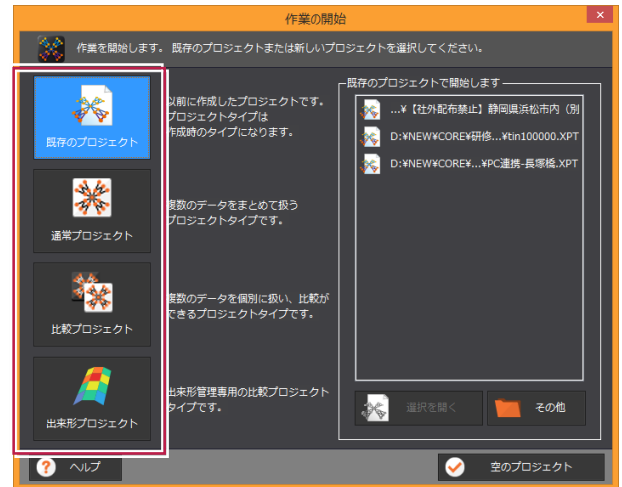 作業の開始
作業を開始します。 既存のプロジェクトまたは新しいプロジェクトを選択してください。
既存のプロジェクト
以前に作成したプロジェクトです。
プロジェクトタイプは
作成時のタイプになります。
通常プロジェクト
複数のデータをまとめて扱う
プロジェクトタイプです。
比較プロジェクト
複数のデータを個別に扱い、比較が
できるプロジェクトタイプです。
出来形プロジェクト
出来形管理専用の比較プロジェクト
タイプです。
既存のプロジェクトで開始します
...¥【社外配布禁止】静岡県浜松市内（別
D:¥NEW¥CORE¥研修...¥tin100000.XPT
D:¥NEW¥CORE¥...¥PC連携-長塚橋.XPT
選択を開く
その他
ヘルプ
空のプロジェクト